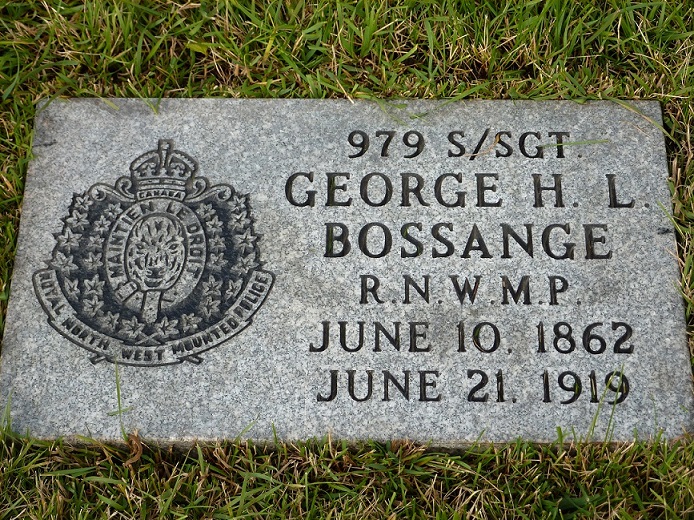 CANADA
MAINTIEN LE DROIT
ROYAL NORTH WEST MOUNTED POLICE
979 S/SGT.
GEORGE H. L.
BOSSANGE
R.N.W.M.P.
JUNE 10, 1862
JUNE 21, 1919